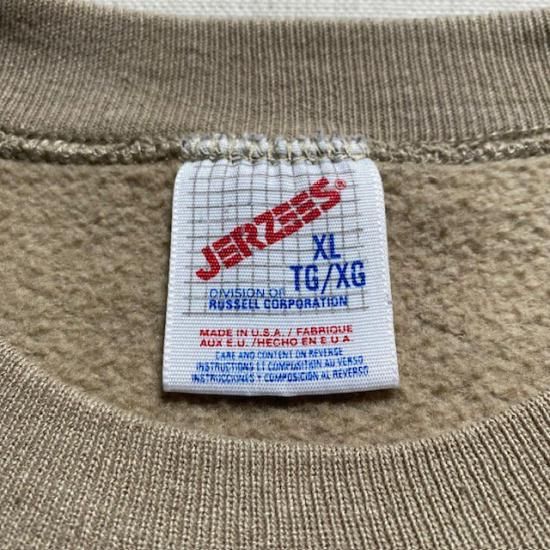 JERZEES®
XL
TG/XG
DIVISION OF
RUSSELL CORPORATION
MADE IN U.S.A. / FABRIQUE
AUX E.U. / HECHO EN E U A
CARE AND CONTENT ON REVERSE
INSTRUCTIONS ET COMPOSITION AU VERSO
INSTRUCCIONES Y COMPOSICION AL REVERSO